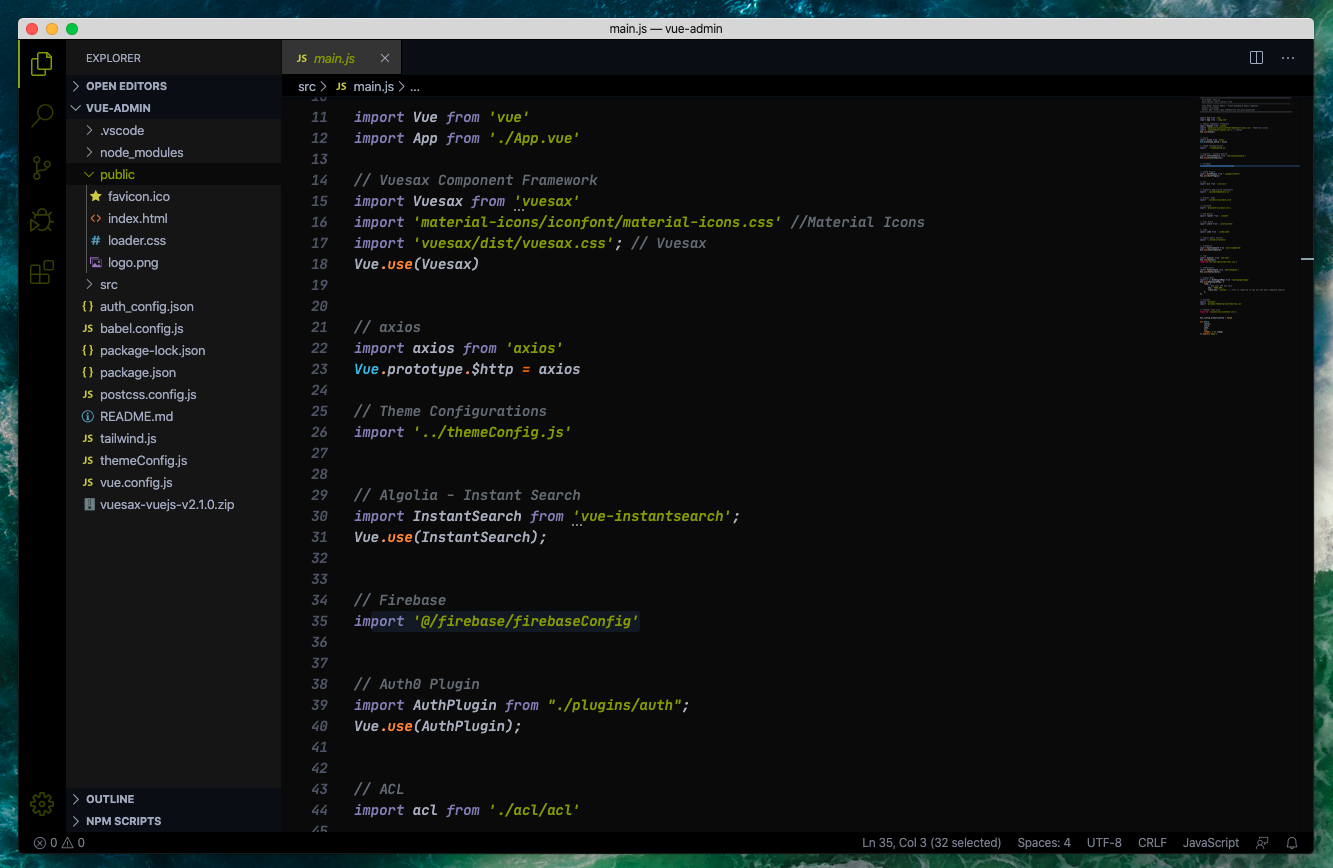 main.js — vue-admin
EXPLORER
OPEN EDITORS
VUE-ADMIN
.vscode
node_modules
public
favicon.ico
<> index.html
# loader.css
logo.png
src
{ } auth_config.json
JS babel.config.js
{ } package-lock.json
{ } package.json
JS postcss.config.js
README.md
JS tailwind.js
JS themeConfig.js
JS vue.config.js
vuesax-vuejs-v2.1.0.zip
OUTLINE
NPM SCRIPTS
JS main.js
src > JS main.js > ...
10
11 import Vue from 'vue'
12 import App from './App.vue'
13
14 // Vuesax Component Framework
15 import Vuesax from 'vuesax'
16 import 'material-icons/iconfont/material-icons.css' //Material Icons
17 import 'vuesax/dist/vuesax.css'; // Vuesax
18 Vue.use(Vuesax)
19
20
21 // axios
22 import axios from 'axios'
23 Vue.prototype.$http = axios
24
25 // Theme Configurations
26 import '../themeConfig.js'
27
28
29 // Algolia - Instant Search
30 import InstantSearch from 'vue-instantsearch';
31 Vue.use(InstantSearch);
32
33
34 // Firebase
35 import '@/firebase/firebaseConfig'
36
37
38 // Auth0 Plugin
39 import AuthPlugin from "./plugins/auth";
40 Vue.use(AuthPlugin);
41
42
43 // ACL
44 import acl from './acl/acl'
45
0 0
Ln 35, Col 3 (32 selected) Spaces: 4 UTF-8 CRLF JavaScript